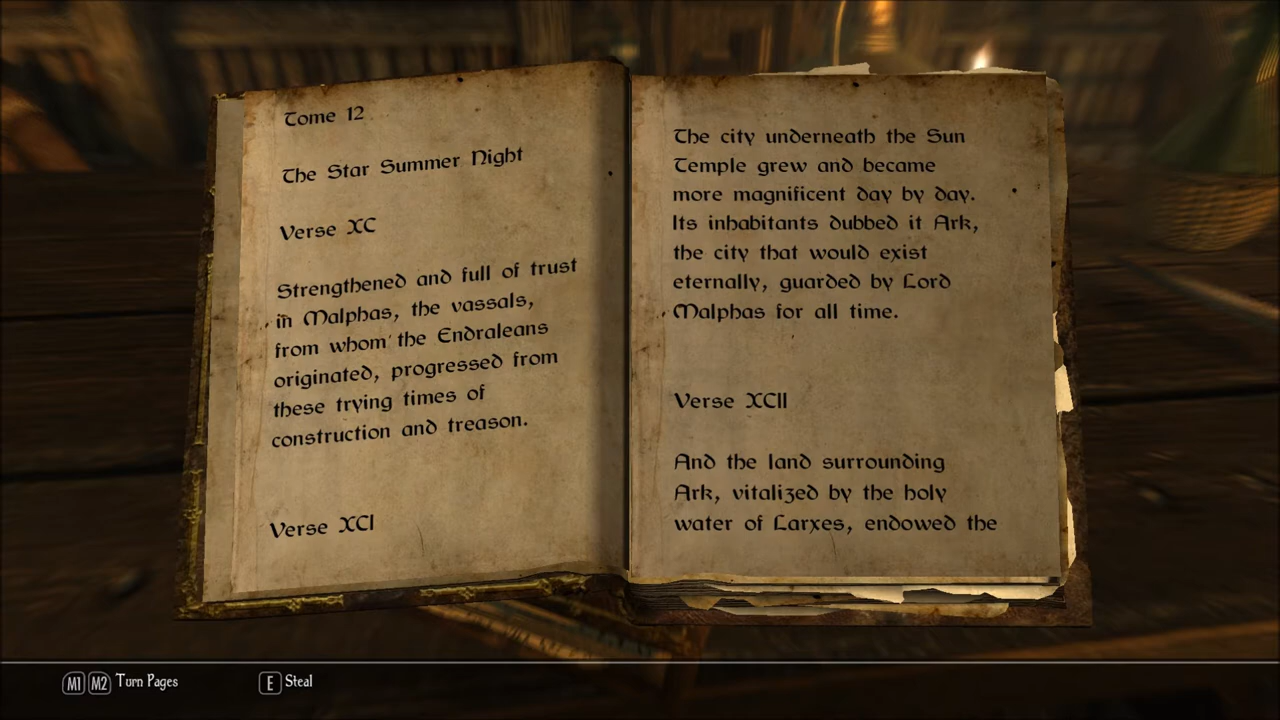 Tome 12
The Star Summer Night
Verse XC
Strengthened and full of trust
in Malphas, the vassals,
from whom the Endraleans
originated, progressed from
these trying times of
construction and treason.
Verse XCI
The city underneath the Sun
Temple grew and became
more magnificent day by day.
Its inhabitants dubbed it Ark,
the city that would exist
eternally, guarded by Lord
Malphas for all time.
Verse XCII
And the land surrounding
Ark, vitalized by the holy
water of Larxes, endowed the
M1 M2 Turn Pages
E Steal